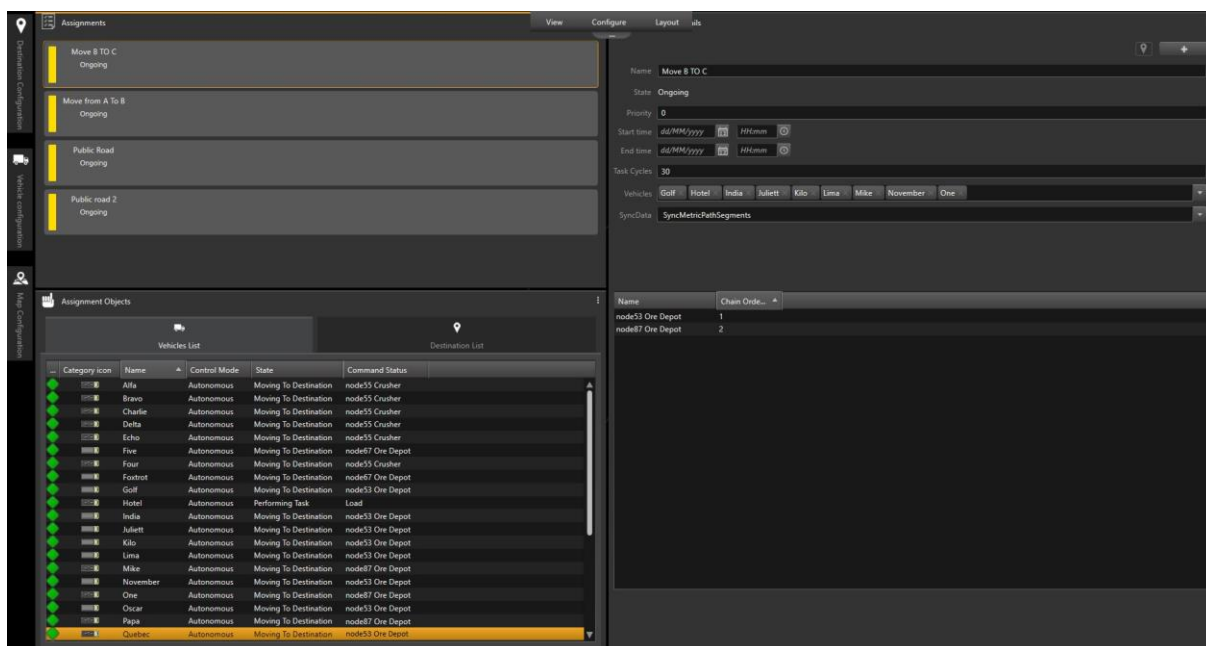 Destination Configuration
Vehicle configuration
Map Configuration
Assignments
View Configure Layout ils
Move B TO C
Ongoing
Move from A To B
Ongoing
Public Road
Ongoing
Public road 2
Ongoing
Name Move B TO C
State Ongoing
Priority 0
Start time dd/MM/yyyy HH:mm
End time dd/MM/yyyy HH:mm
Task Cycles 30
Vehicles Golf × Hotel × India × Juliett × Kilo × Lima × Mike × November × One ×
SyncData SyncMetricPathSegments
Assignment Objects
Vehicles List Destination List
... Category icon Name Control Mode State Command Status
Alfa Autonomous Moving To Destination node55 Crusher
Bravo Autonomous Moving To Destination node55 Crusher
Charlie Autonomous Moving To Destination node55 Crusher
Delta Autonomous Moving To Destination node55 Crusher
Echo Autonomous Moving To Destination node55 Crusher
Five Autonomous Moving To Destination node67 Ore Depot
Four Autonomous Moving To Destination node55 Crusher
Foxtrot Autonomous Moving To Destination node67 Ore Depot
Golf Autonomous Moving To Destination node53 Ore Depot
Hotel Autonomous Performing Task Load
India Autonomous Moving To Destination node53 Ore Depot
Juliett Autonomous Moving To Destination node53 Ore Depot
Kilo Autonomous Moving To Destination node53 Ore Depot
Lima Autonomous Moving To Destination node53 Ore Depot
Mike Autonomous Moving To Destination node87 Ore Depot
November Autonomous Moving To Destination node53 Ore Depot
One Autonomous Moving To Destination node87 Ore Depot
Oscar Autonomous Moving To Destination node53 Ore Depot
Papa Autonomous Moving To Destination node87 Ore Depot
Quebec Autonomous Moving To Destination node53 Ore Depot
Name Chain Orde...
node53 Ore Depot 1
node87 Ore Depot 2